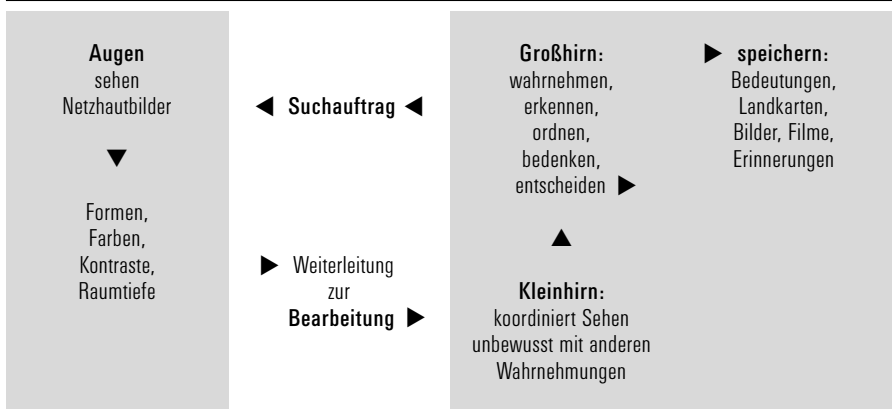 Augen
sehen
Netzhautbilder
Formen,
Farben,
Kontraste,
Raumtiefe
Suchauftrag
Weiterleitung
zur
Bearbeitung
Großhirn:
wahrnehmen,
erkennen,
ordnen,
bedenken,
entscheiden
Kleinhirn:
koordiniert Sehen
unbewusst mit anderen
Wahrnehmungen
speichern:
Bedeutungen,
Landkarten,
Bilder, Filme,
Erinnerungen